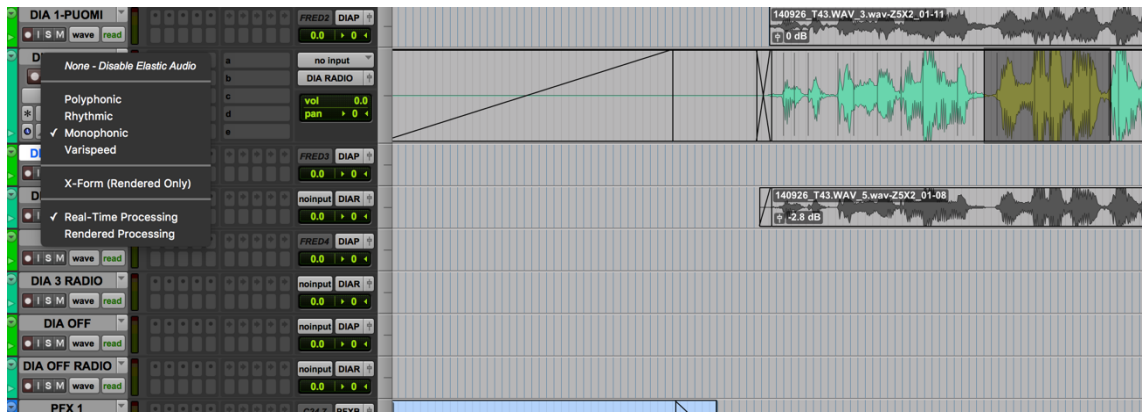 DIA 1-PUOMI
FRED2 DIAP
140926_T43.WAV_3.wav-Z5X2_01-11
I S M wave read
0.0 0
0 dB
D
None - Disable Elastic Audio
a
no input
b
DIA RADIO
Polyphonic
c
vol 0.0
Rhythmic
d
pan 0
Monophonic
e
Varispeed
DI
FRED3 DIAP
0.0 0
X-Form (Rendered Only)
D
noinput DIAR
140926_T43.WAV_5.wav-Z5X2_01-08
Real-Time Processing
0.0 0
-2.8 dB
Rendered Processing
FRED4 DIAP
I S M wave read
0.0 0
DIA 3 RADIO
noinput DIAR
I S M wave read
0.0 0
DIA OFF
noinput DIAP
I S M wave read
0.0 0
DIA OFF RADIO
noinput DIAR
I S M wave read
0.0 0
PFX 1